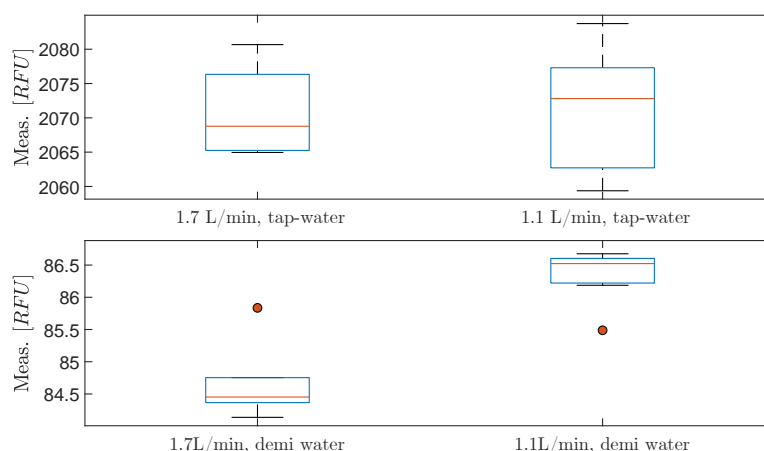 2080
2075
2070
2065
2060
Meas. [RFU]
1.7 L/min, tap-water 1.1 L/min, tap-water
86.5
86
85.5
85
84.5
Meas. [RFU]
1.7L/min, demi water 1.1L/min, demi water